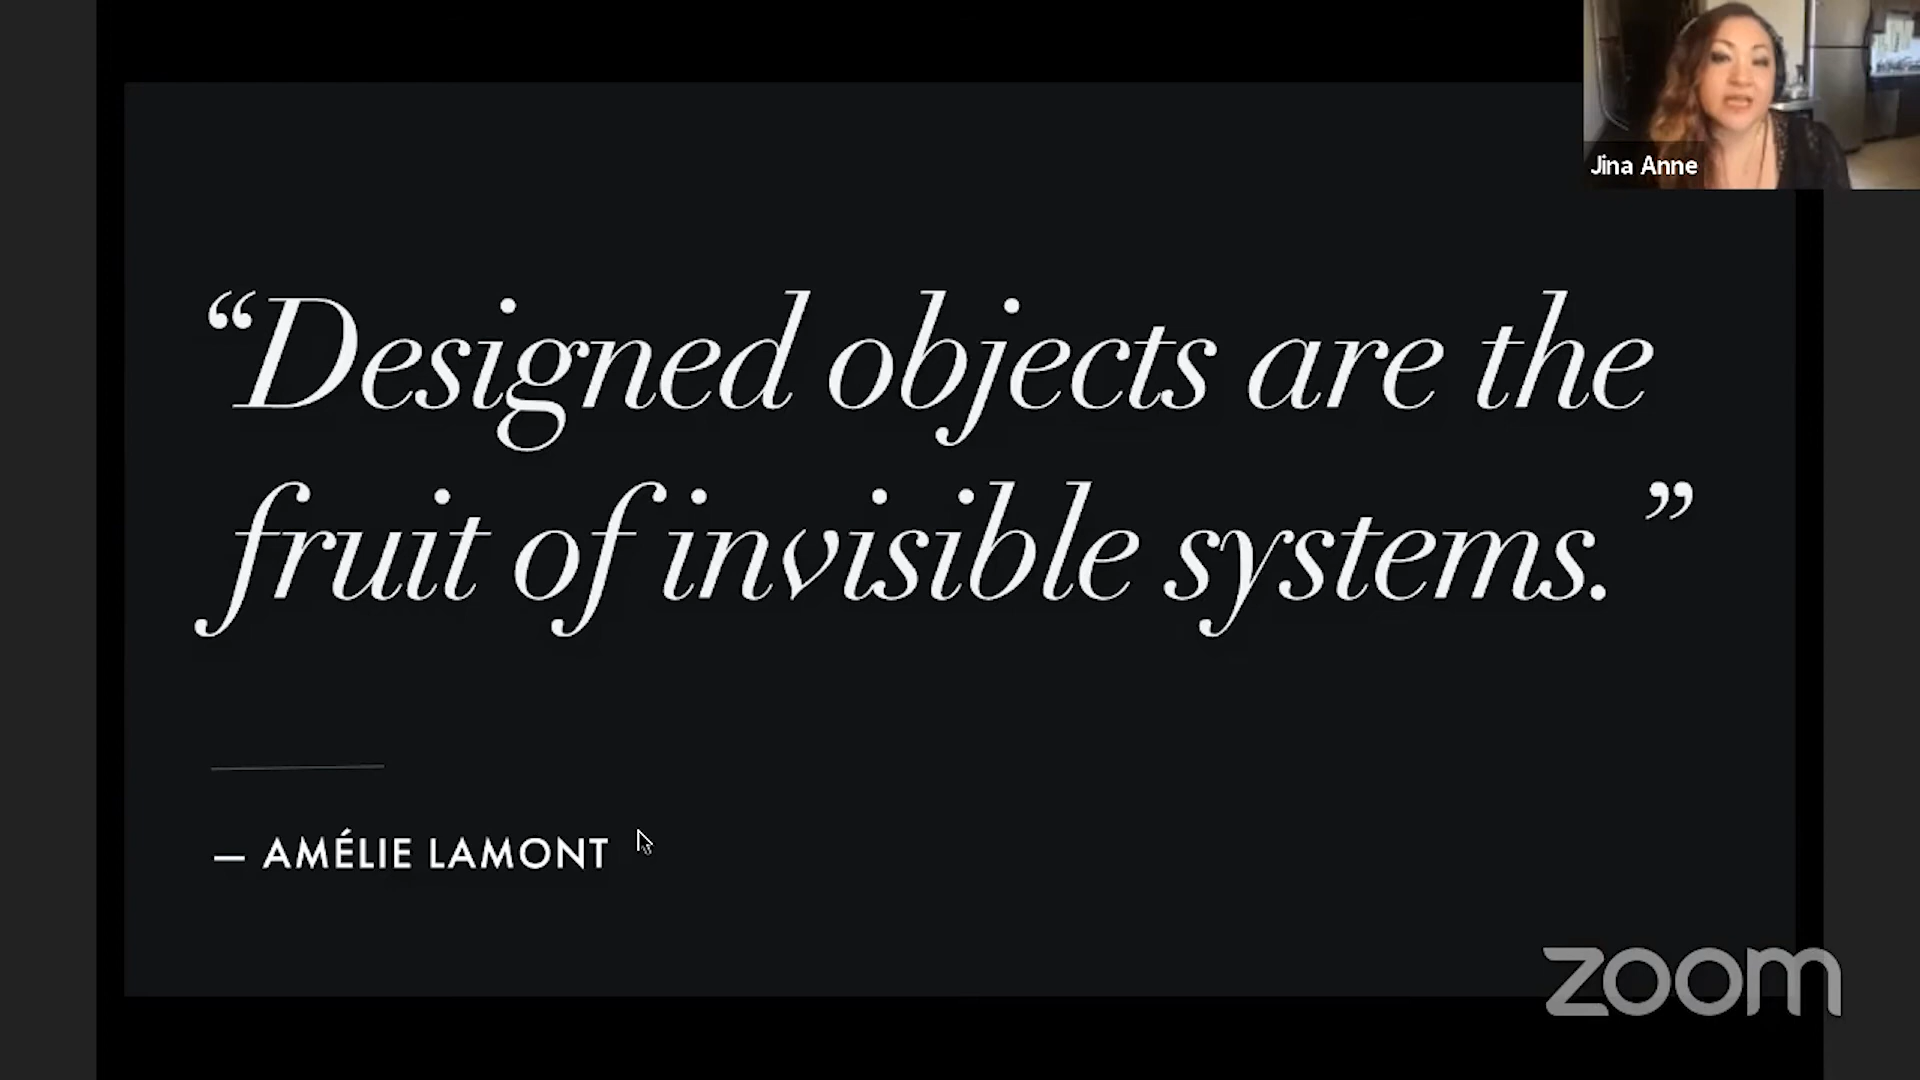 Jina Anne
“Designed objects are the
fruit of invisible systems.”
— AMÉLIE LAMONT
zoom